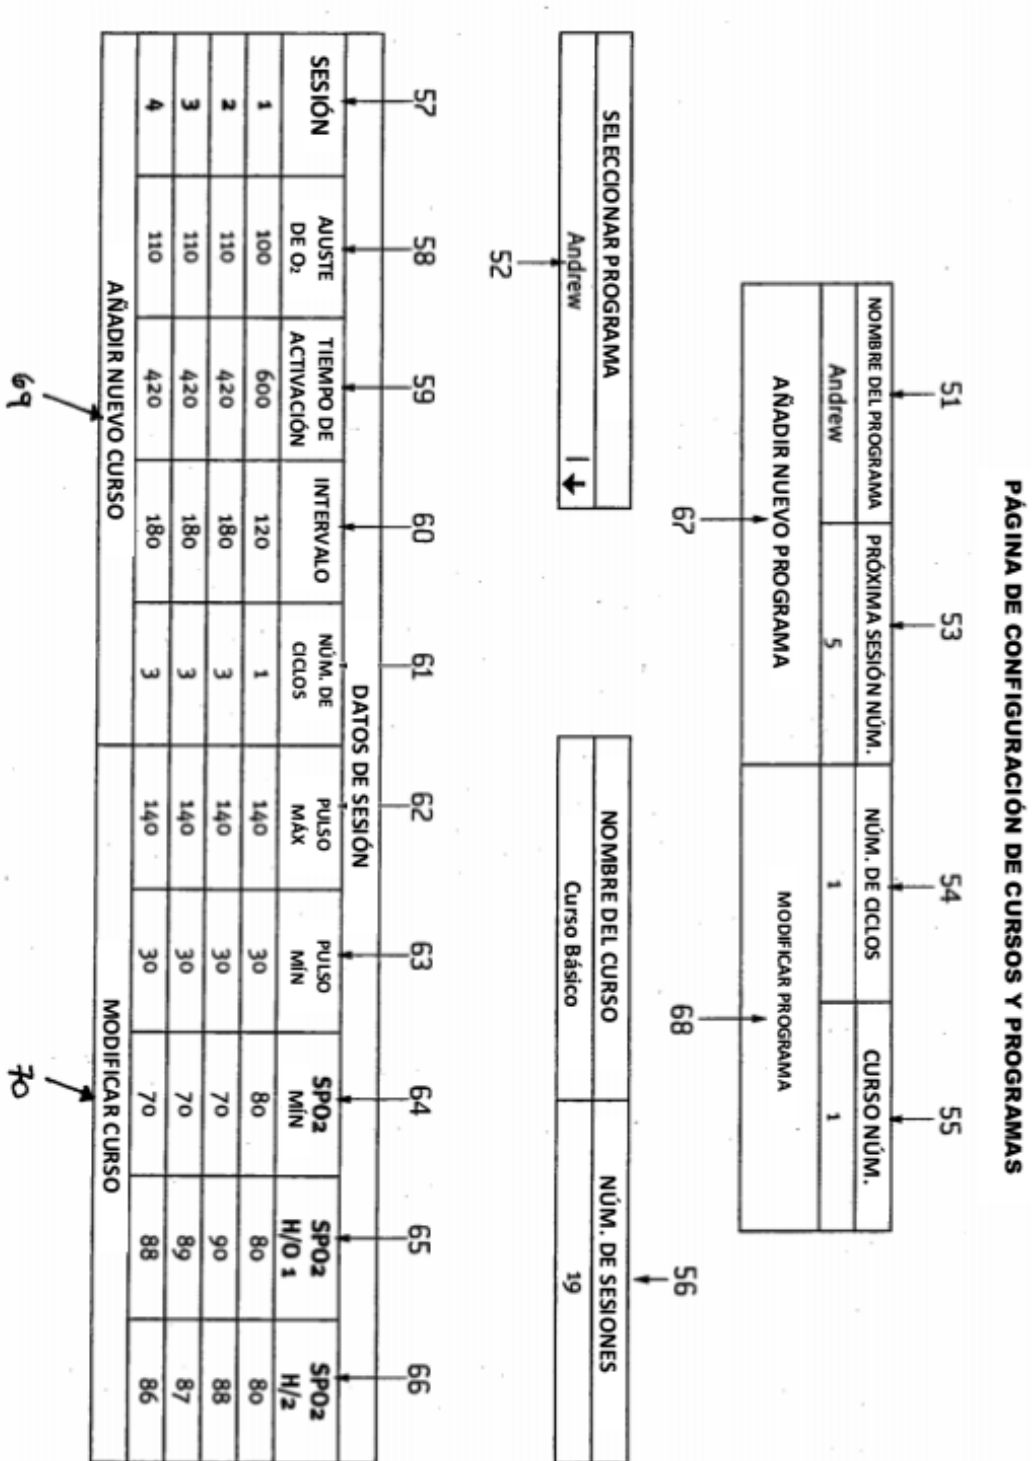 PÁGINA DE CONFIGURACIÓN DE CURSOS Y PROGRAMAS
51 53 54 55
NOMBRE DEL PROGRAMA PRÓXIMA SESIÓN NÚM. NÚM. DE CICLOS CURSO NÚM.
Andrew 5 1 1
AÑADIR NUEVO PROGRAMA MODIFICAR PROGRAMA
67 68 56
SELECCIONAR PROGRAMA NOMBRE DEL CURSO NÚM. DE SESIONES
Andrew Curso Básico 19
52
57 58 59 60 61 62 63 64 65 66
DATOS DE SESIÓN
SESIÓN AJUSTE DE O₂ TIEMPO DE ACTIVACIÓN INTERVALO NÚM. DE CICLOS PULSO MÁX PULSO MÍN SPO2 MÍN SPO2 H/O 1 SPO2 H/2
1 100 600 120 1 140 30 80 80 80
2 110 420 180 3 140 30 70 90 88
3 110 420 180 3 140 30 70 89 87
4 110 420 180 3 140 30 70 88 86
AÑADIR NUEVO CURSO MODIFICAR CURSO
69 70